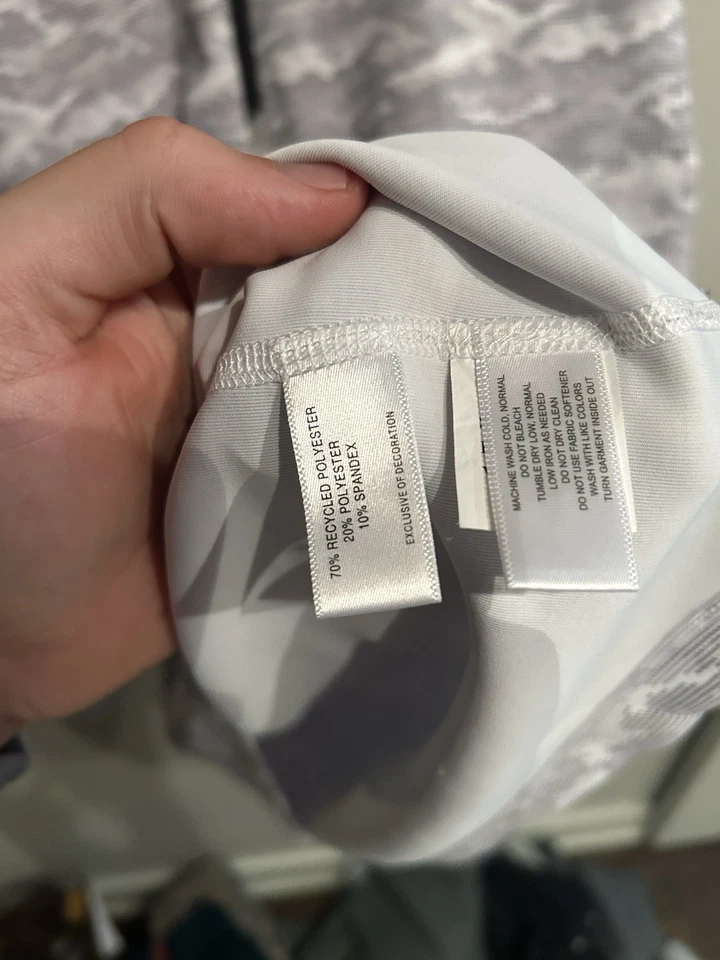 70% RECYCLED POLYESTER
20% POLYESTER
10% SPANDEX
EXCLUSIVE OF DECORATION
MACHINE WASH COLD, NORMAL
DO NOT BLEACH
TUMBLE DRY LOW, NORMAL
LOW IRON AS NEEDED
DO NOT DRY CLEAN
DO NOT USE FABRIC SOFTENER
WASH WITH LIKE COLORS
TURN GARMENT INSIDE OUT